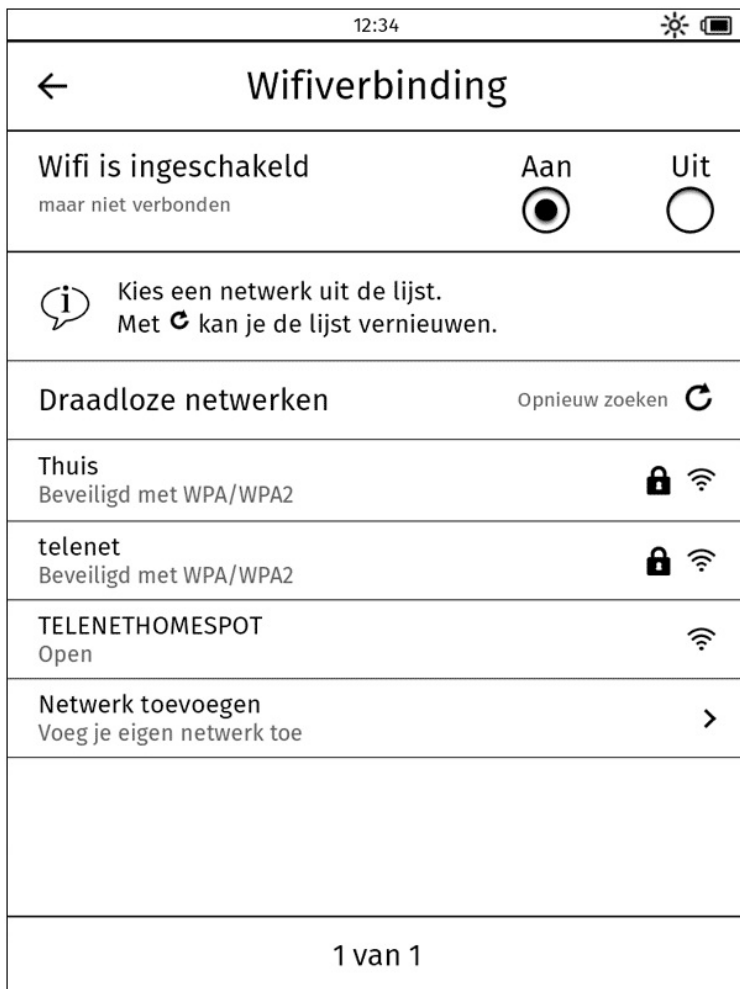 12:34
Wifiverbinding
Wifi is ingeschakeld
maar niet verbonden
Aan
Uit
Kies een netwerk uit de lijst.
Met kan je de lijst vernieuwen.
Draadloze netwerken
Opnieuw zoeken
Thuis
Beveiligd met WPA/WPA2
telenet
Beveiligd met WPA/WPA2
TELENETHOMESPOT
Open
Netwerk toevoegen
Voeg je eigen netwerk toe
1 van 1